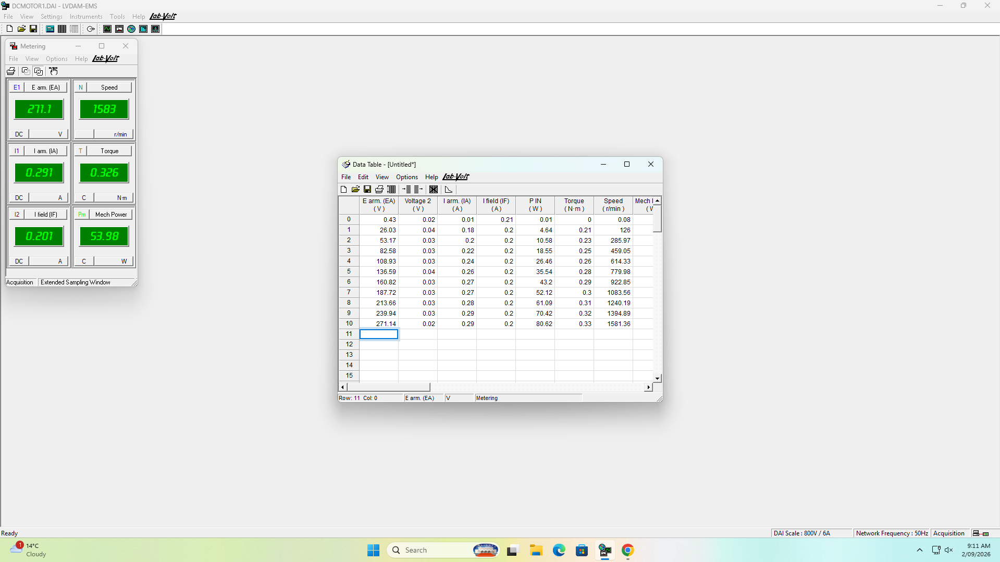 DCMOTOR1.DAI - LVDAM-EMS
File View Settings Instruments Tools Help Lab-Volt
Metering
File View Options Help Lab-Volt
E1 E arm. (EA) N Speed
271.1 1583
DC V r/min
I1 I arm. (IA) T Torque
0.291 0.326
DC A C N·m
I2 I field (IF) Pm Mech Power
0.201 53.98
DC A C W
Acquisition Extended Sampling Window
Data Table - [Untitled*]
File Edit View Options Help Lab-Volt
E arm. (EA) Voltage 2 I arm. (IA) I field (IF) P IN Torque Speed Mech
( V ) ( V ) ( A ) ( A ) ( W ) ( N·m ) ( r/min )
0 0.43 0.02 0.01 0.21 0.01 0 0.08
1 26.03 0.04 0.18 0.2 4.64 0.21 126
2 53.17 0.03 0.2 0.2 10.58 0.23 285.97
3 82.58 0.03 0.22 0.2 18.55 0.25 459.05
4 108.93 0.03 0.24 0.2 26.46 0.26 614.33
5 136.59 0.04 0.26 0.2 35.54 0.28 779.98
6 160.82 0.03 0.27 0.2 43.2 0.29 922.85
7 187.72 0.03 0.27 0.2 52.12 0.3 1083.56
8 213.66 0.03 0.28 0.2 61.09 0.31 1240.19
9 239.94 0.03 0.29 0.2 70.42 0.32 1394.89
10 271.14 0.02 0.29 0.2 80.62 0.33 1581.36
11
12
13
14
15
Row: 11 Col: 0 E arm. (EA) V Metering
Ready DAI Scale : 800V / 6A Network Frequency : 50Hz Acquisition
1 14°C
Cloudy
Search
9:11 AM
2/09/2026